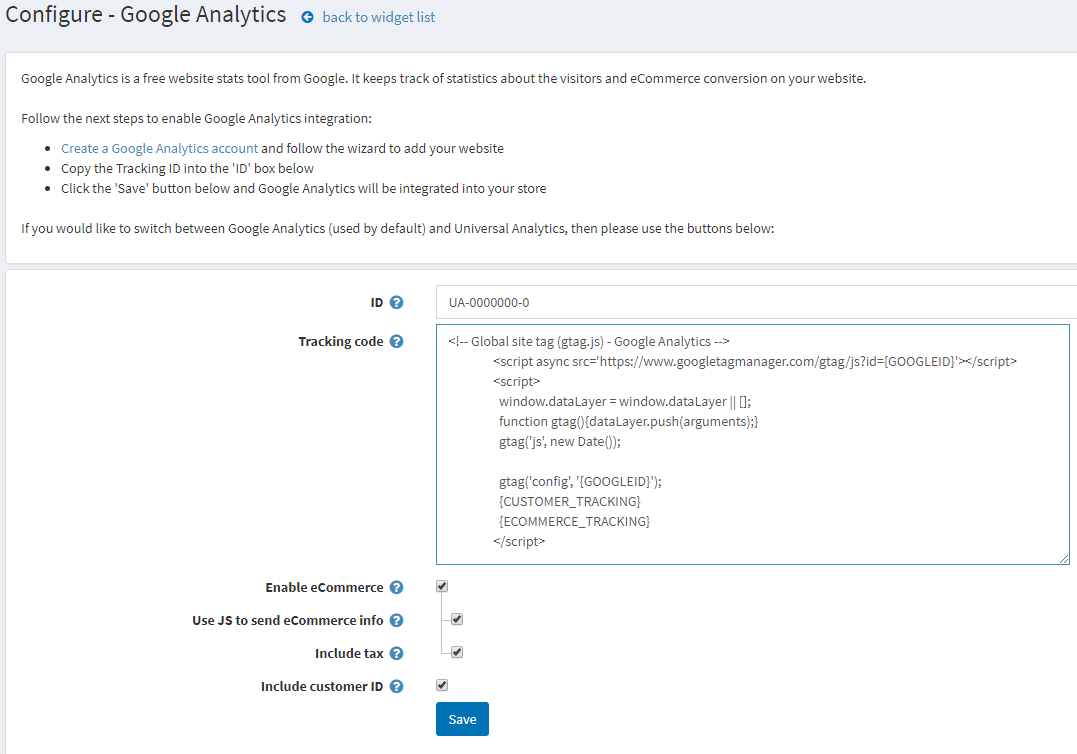 Configure - Google Analytics back to widget list
Google Analytics is a free website stats tool from Google. It keeps track of statistics about the visitors and eCommerce conversion on your website.
Follow the next steps to enable Google Analytics integration:
• Create a Google Analytics account and follow the wizard to add your website
• Copy the Tracking ID into the 'ID' box below
• Click the 'Save' button below and Google Analytics will be integrated into your store
If you would like to switch between Google Analytics (used by default) and Universal Analytics, then please use the buttons below:
ID ? UA-0000000-0
Tracking code ? <!-- Global site tag (gtag.js) - Google Analytics -->
<script async src='https://www.googletagmanager.com/gtag/js?id={GOOGLEID}'></script>
<script>
window.dataLayer = window.dataLayer || [];
function gtag(){dataLayer.push(arguments);}
gtag('js', new Date());
gtag('config', '{GOOGLEID}');
{CUSTOMER_TRACKING}
{ECOMMERCE_TRACKING}
</script>
Enable eCommerce ?
Use JS to send eCommerce info ?
Include tax ?
Include customer ID ?
Save